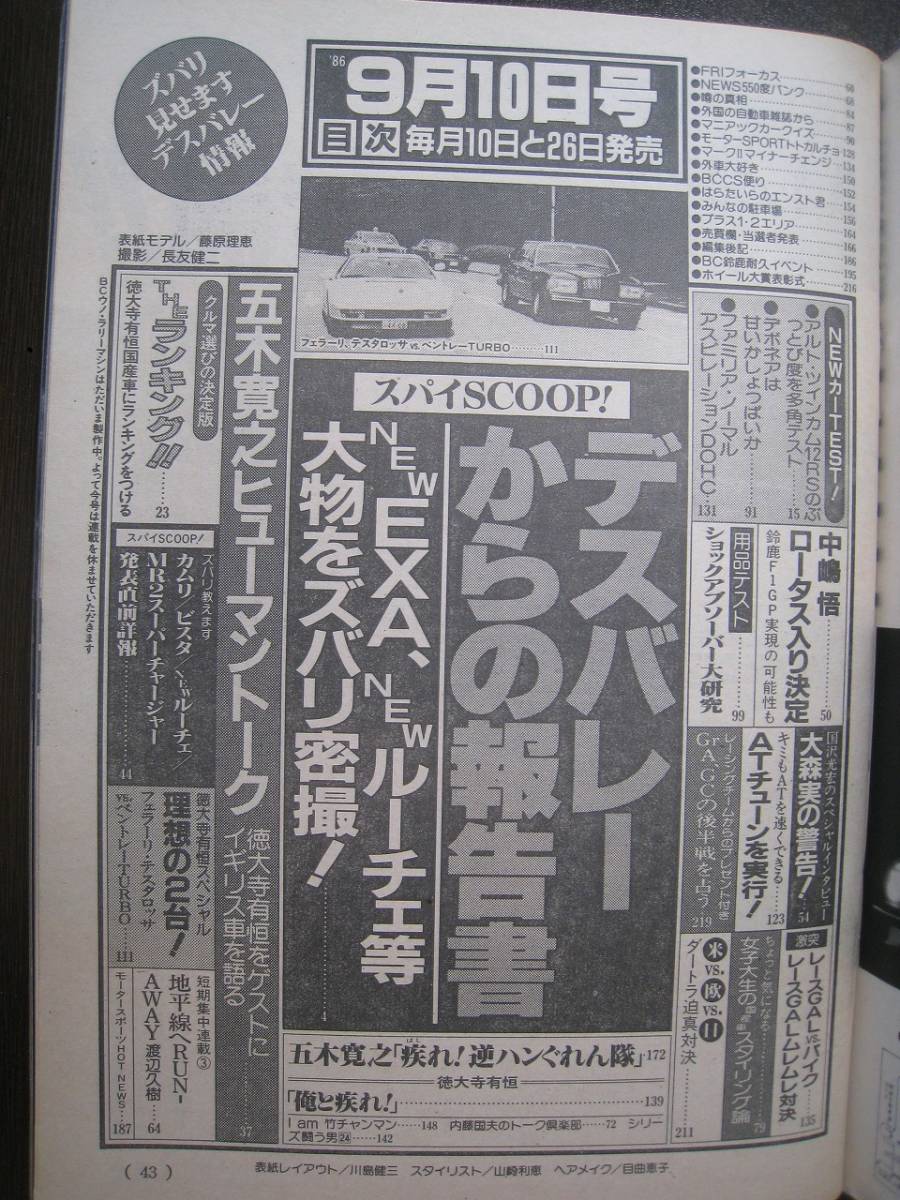 ズバリ
見せます
デスバレー
情報
'86
9月10日号
目次 毎月10日と26日発売
●FRIフォーカス 60
●NEWS550度バンク 68
●噂の真相 84
●外国の自動車雑誌から 87
●マニアックカークイズ 90
●モーターSPORTトトカルチョ 128
●マークIIマイナーチェンジ 134
●外車大好き 150
●BCCS便り 152
●はらたいらのエンスト君 154
●みんなの駐車場 156
●プラス1・2エリア 164
●売買欄・当選者発表 166
●編集後記 186
●BC鈴鹿耐久イベント 195
●ホイール大賞表彰式 216
表紙モデル/藤原理恵
撮影/長友健二
フェラーリ、テスタロッサvs.ベントレーTURBO 111
NEWカーTEST!
●アルト・ツインカム12RSのぶ
っとび度を多角テスト 15
●デボネアは
甘いかしょっぱいか 91
●ファミリア・ノーマル
アスピレーションDOHC 131
中嶋 悟
ロータス入り決定
鈴鹿F1GP実現の可能性も 50
用品テスト
ショックアブソーバー大研究 99
国沢光宏のスペシャルインタビュー
大森実の警告! 54
キミもATを速くできる
ATチューンを実行! 123
レーシングチームからのプレゼント付き
GrA、GCの後半戦を占う 219
激突
レースGALvs.バイク
レースGALムレムレ対決 135
ちょっと気になる
女子大生の国産車スタイリング論 79
米vs.欧vs.日
ダートラ迫真対決 211
スパイSCOOP!
デスバレー
からの報告書
NEW EXA、NEWルーチェ等
大物をズバリ密撮! 4
五木寛之ヒューマントーク
徳大寺有恒をゲストに
イギリス車を語る 37
クルマ選びの決定版
THEランキング!!
徳大寺有恒国産車にランキングをつける 23
スパイSCOOP!
ズバリ教えます
カムリ/ビスタ/NEWルーチェ/
MR2スーパーチャージャー
発表直前詳報 44
徳大寺有恒スペシャル
理想の2台!
フェラーリ・テスタロッサ
vs.ベントレーTURBO 111
短期集中連載③
地平線へRUN-
AWAY 渡辺久樹 64
モータースポーツHOT NEWS 187
BCウノ・ラリーマシンはただいま製作中。よって今号は連載を休ませていただきます
五木寛之「疾れ!逆ハンぐれん隊」 172
はし
徳大寺有恒
「俺と疾れ!」 139
I am 竹チャンマン 148 内藤国夫のトーク倶楽部 72 シリー
ズ闘う男24 142
(43)
表紙レイアウト/川島健三 スタイリスト/山崎利恵 ヘアメイク/目曲恵子